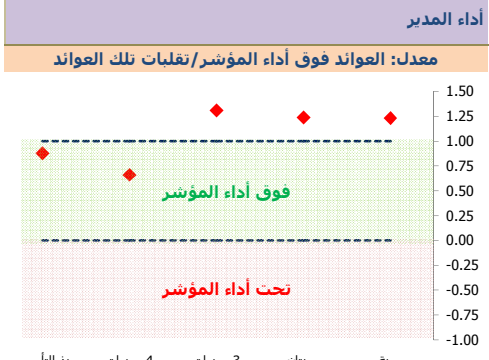 أداء المدير
معدل: العوائد فوق أداء المؤشر/تقلبات تلك العوائد
1.50
1.25
1.00
0.75
0.50
فوق أداء المؤشر
0.25
0.00
-0.25
-0.50
تحت أداء المؤشر
-0.75
-1.00